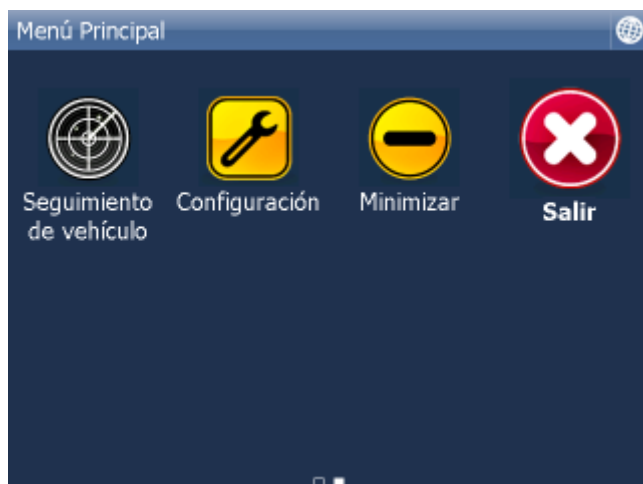 Menú Principal
Seguimiento
de vehículo
Configuración
Minimizar
Salir